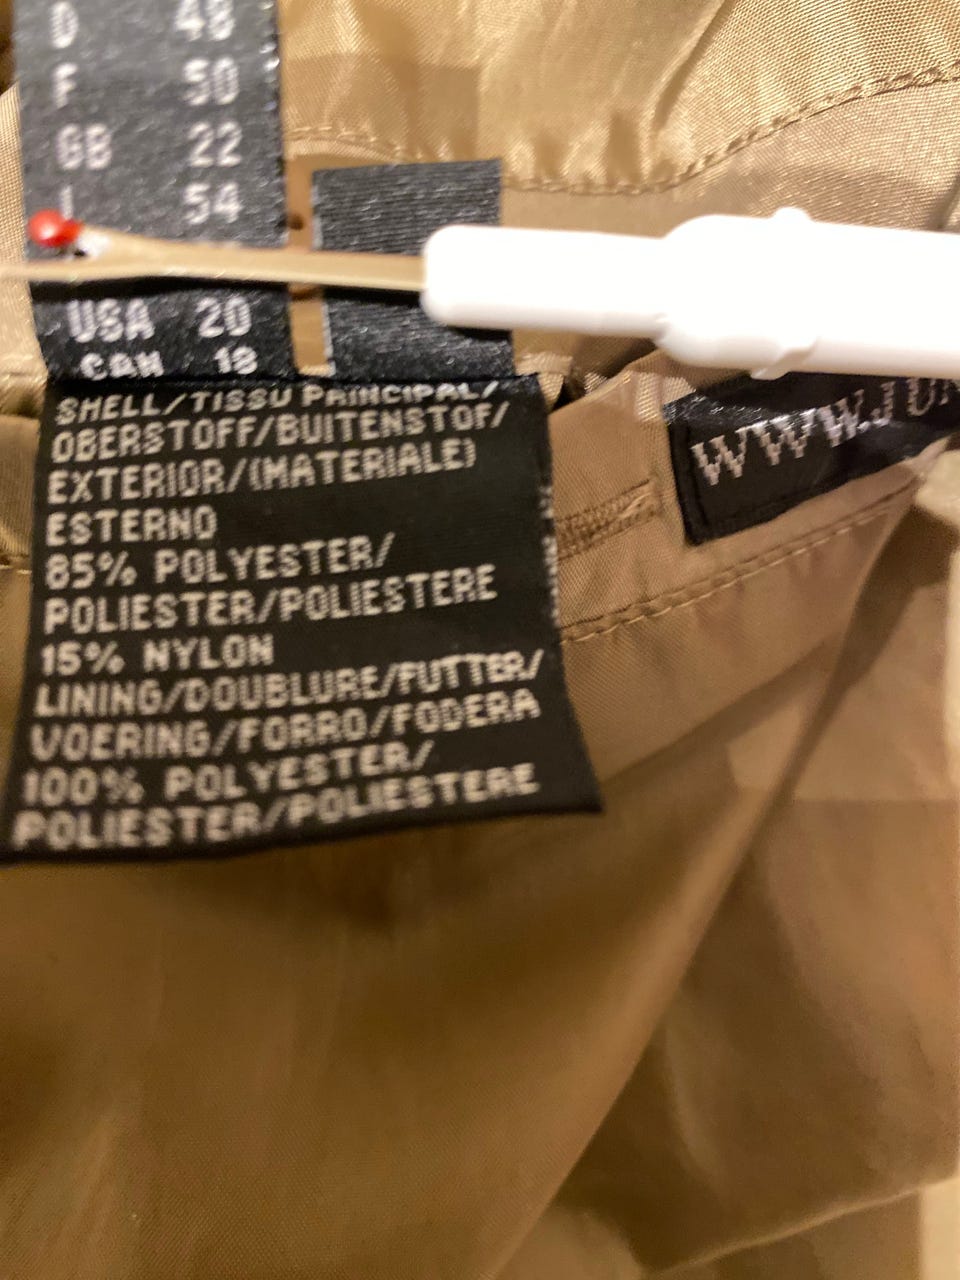 D 48
F 50
GB 22
I 54
USA 20
CAN 18
SHELL/TISSU PRINCIPAL/
OBERSTOFF/BUITENSTOF/
EXTERIOR/(MATERIALE)
ESTERNO
85% POLYESTER/
POLIESTER/POLIESTERE
15% NYLON
LINING/DOUBLURE/FUTTER/
VOERING/FORRO/FODERA
100% POLYESTER/
POLIESTER/POLIESTERE
WWW.JUN